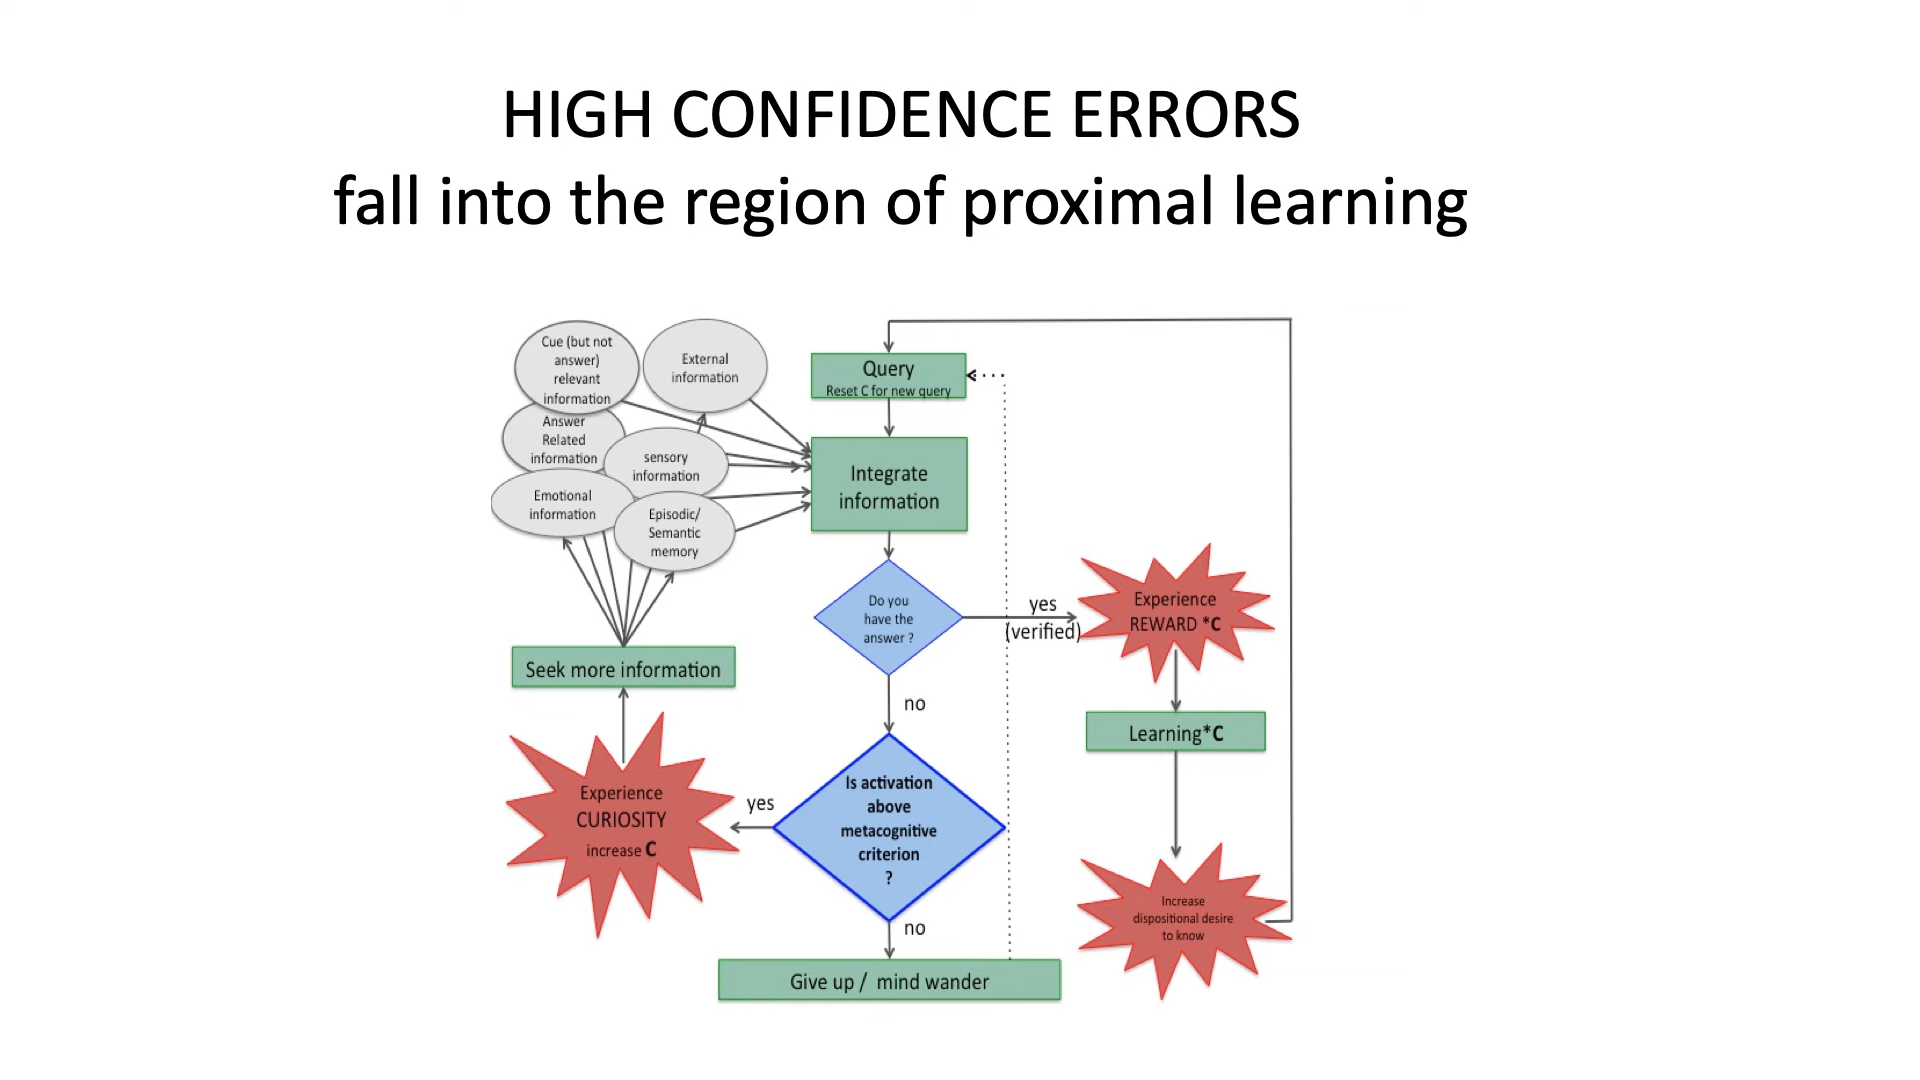 HIGH CONFIDENCE ERRORS
fall into the region of proximal learning
Cue (but not
answer)
relevant
information
External
information
Answer
Related
information
sensory
information
Emotional
information
Episodic/
Semantic
memory
Query
Reset C for new query
Integrate
information
Do you
have the
answer ?
yes
(verified)
Experience
REWARD *C
Seek more information
no
Learning*C
Experience
CURIOSITY
increase C
yes
Is activation
above
metacognitive
criterion
?
no
Increase
dispositional desire
to know
Give up / mind wander